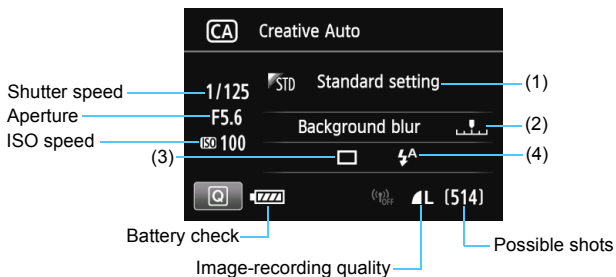 CA Creative Auto
Shutter speed 1/125 STD Standard setting (1)
Aperture F5.6
ISO speed ISO 100 Background blur (2)
(3) A (4)
Q OFF L [514]
Battery check
Possible shots
Image-recording quality